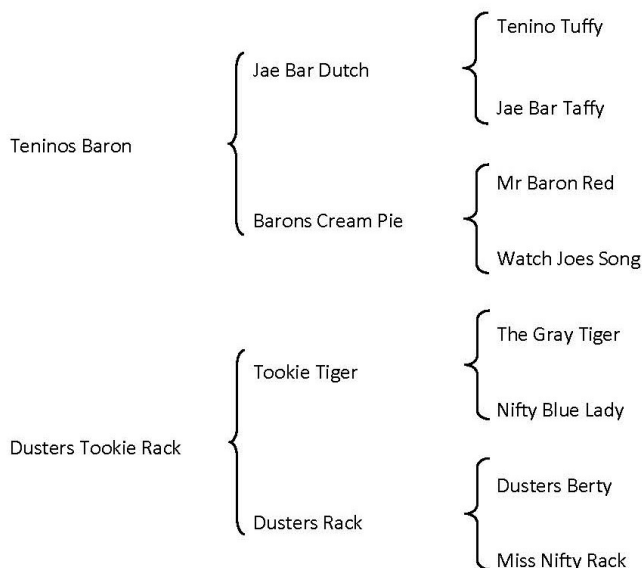 Tenino Tuffy
Jae Bar Dutch
Jae Bar Taffy
Teninos Baron
Mr Baron Red
Barons Cream Pie
Watch Joes Song
The Gray Tiger
Tookie Tiger
Nifty Blue Lady
Dusters Tookie Rack
Dusters Berty
Dusters Rack
Miss Nifty Rack